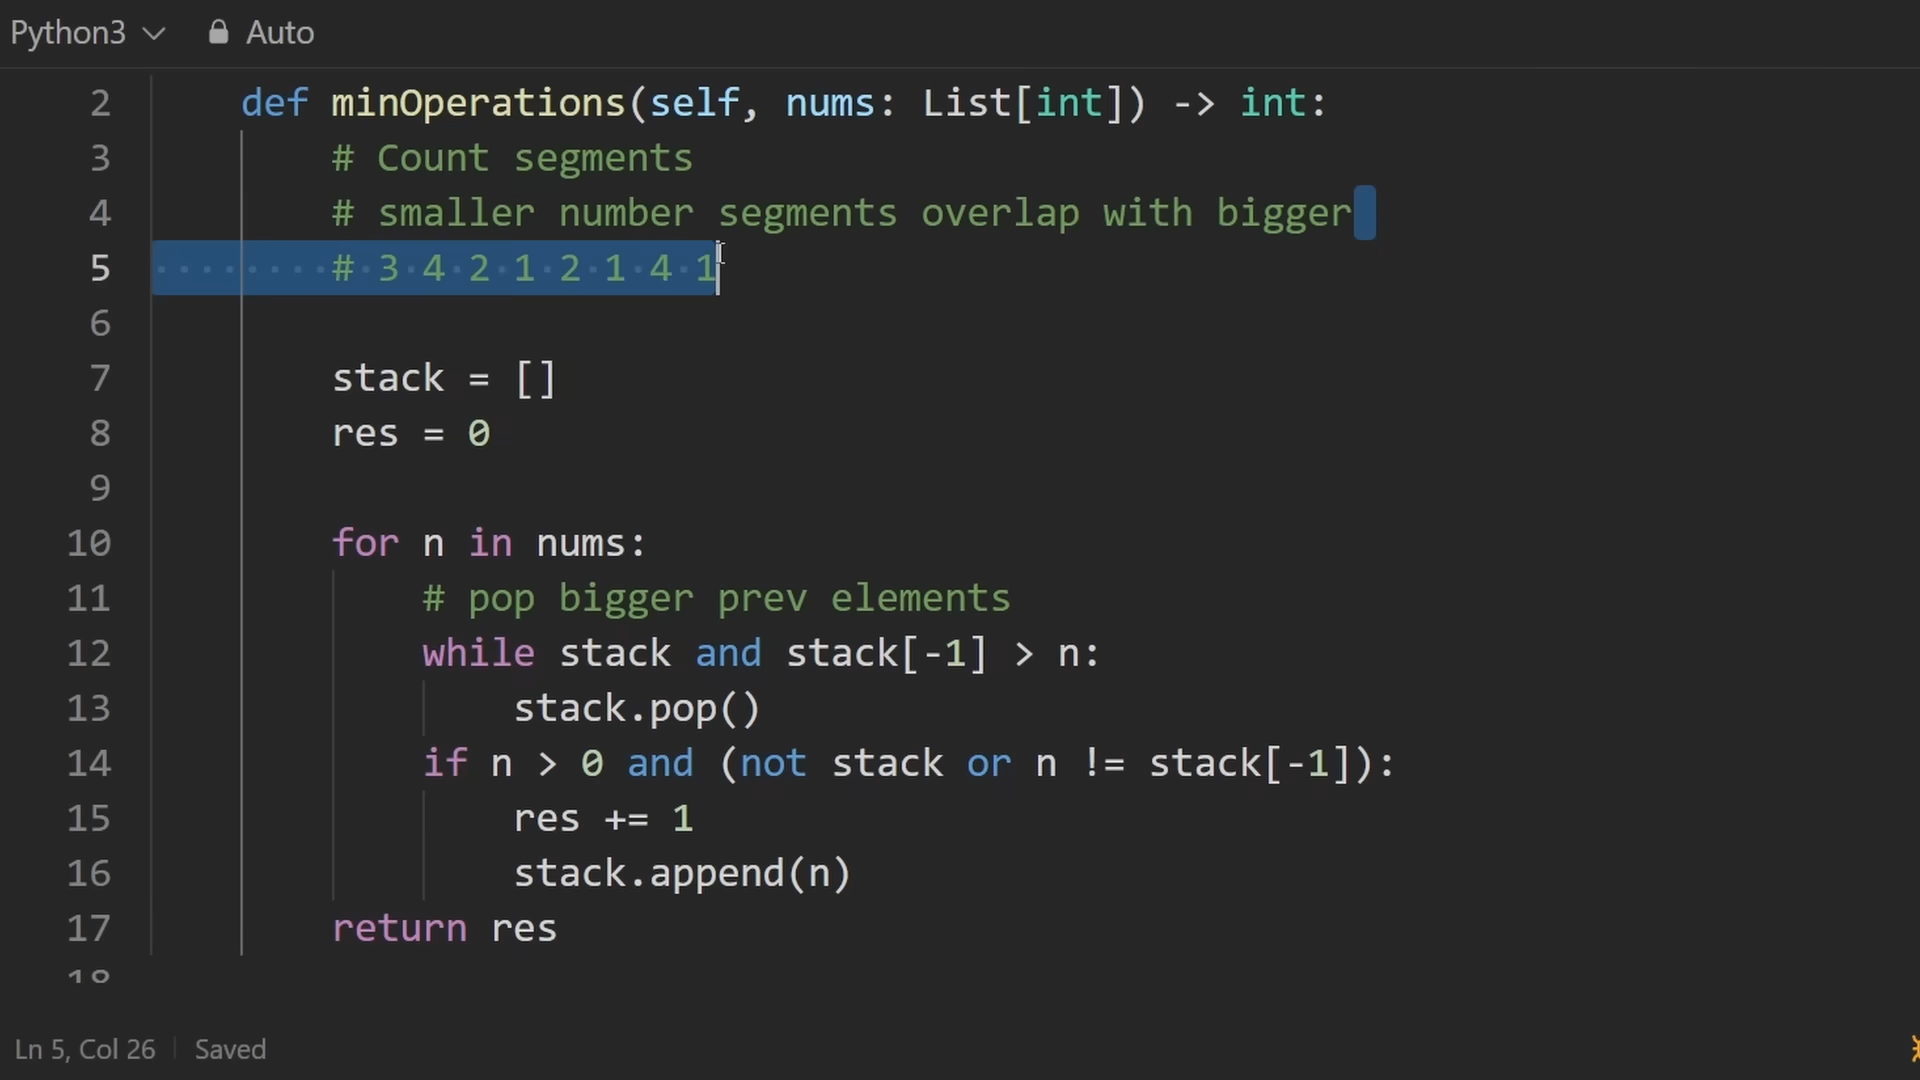 Python3 Auto
2 def minOperations(self, nums: List[int]) -> int:
3 # Count segments
4 # smaller number segments overlap with bigger
5 # 3 4 2 1 2 1 4 1
6
7 stack = []
8 res = 0
9
10 for n in nums:
11 # pop bigger prev elements
12 while stack and stack[-1] > n:
13 stack.pop()
14 if n > 0 and (not stack or n != stack[-1]):
15 res += 1
16 stack.append(n)
17 return res
18
Ln 5, Col 26 Saved